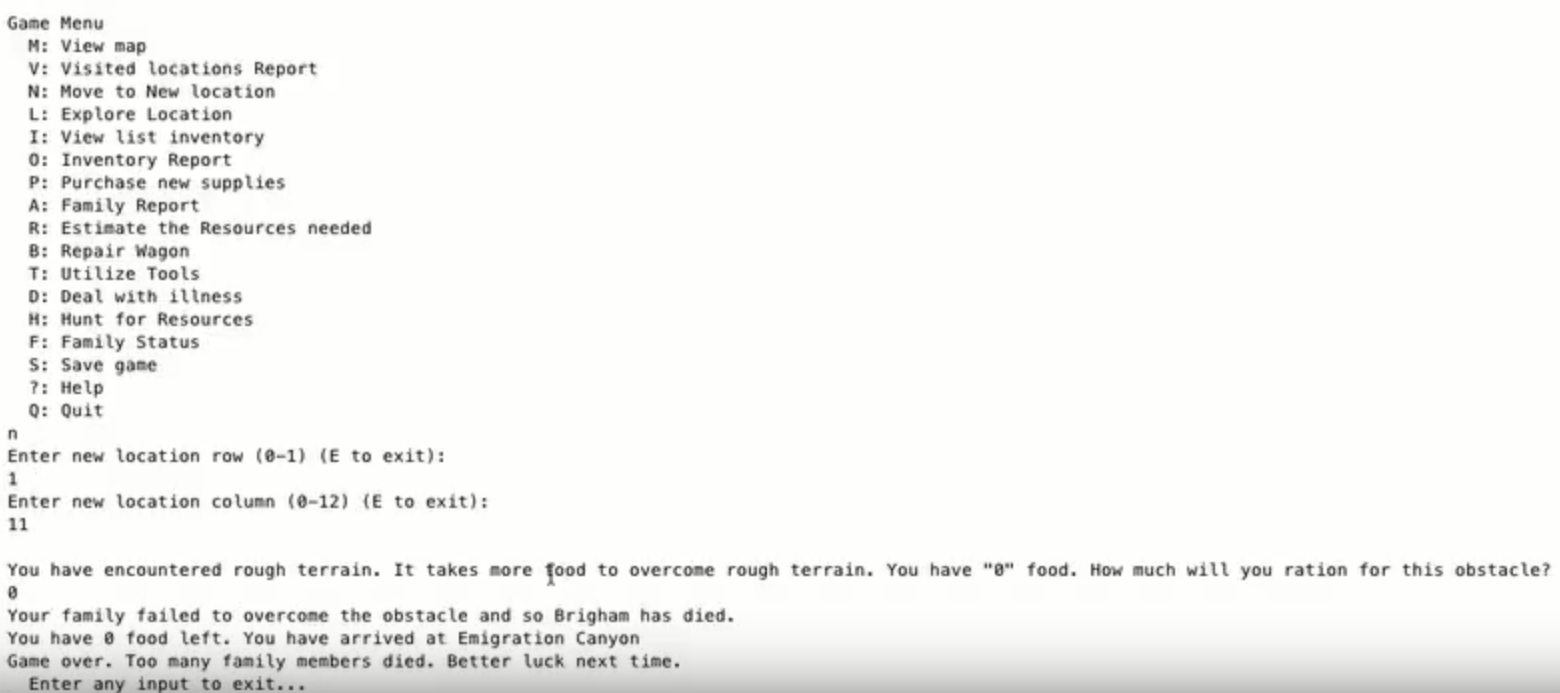 Game Menu
M: View map
V: Visited locations Report
N: Move to New location
L: Explore Location
I: View list inventory
O: Inventory Report
P: Purchase new supplies
A: Family Report
R: Estimate the Resources needed
B: Repair Wagon
T: Utilize Tools
D: Deal with illness
H: Hunt for Resources
F: Family Status
S: Save game
?: Help
Q: Quit
n
Enter new location row (0-1) (E to exit):
1
Enter new location column (0-12) (E to exit):
11
You have encountered rough terrain. It takes more food to overcome rough terrain. You have "0" food. How much will you ration for this obstacle?
0
Your family failed to overcome the obstacle and so Brigham has died.
You have 0 food left. You have arrived at Emigration Canyon
Game over. Too many family members died. Better luck next time.
Enter any input to exit...